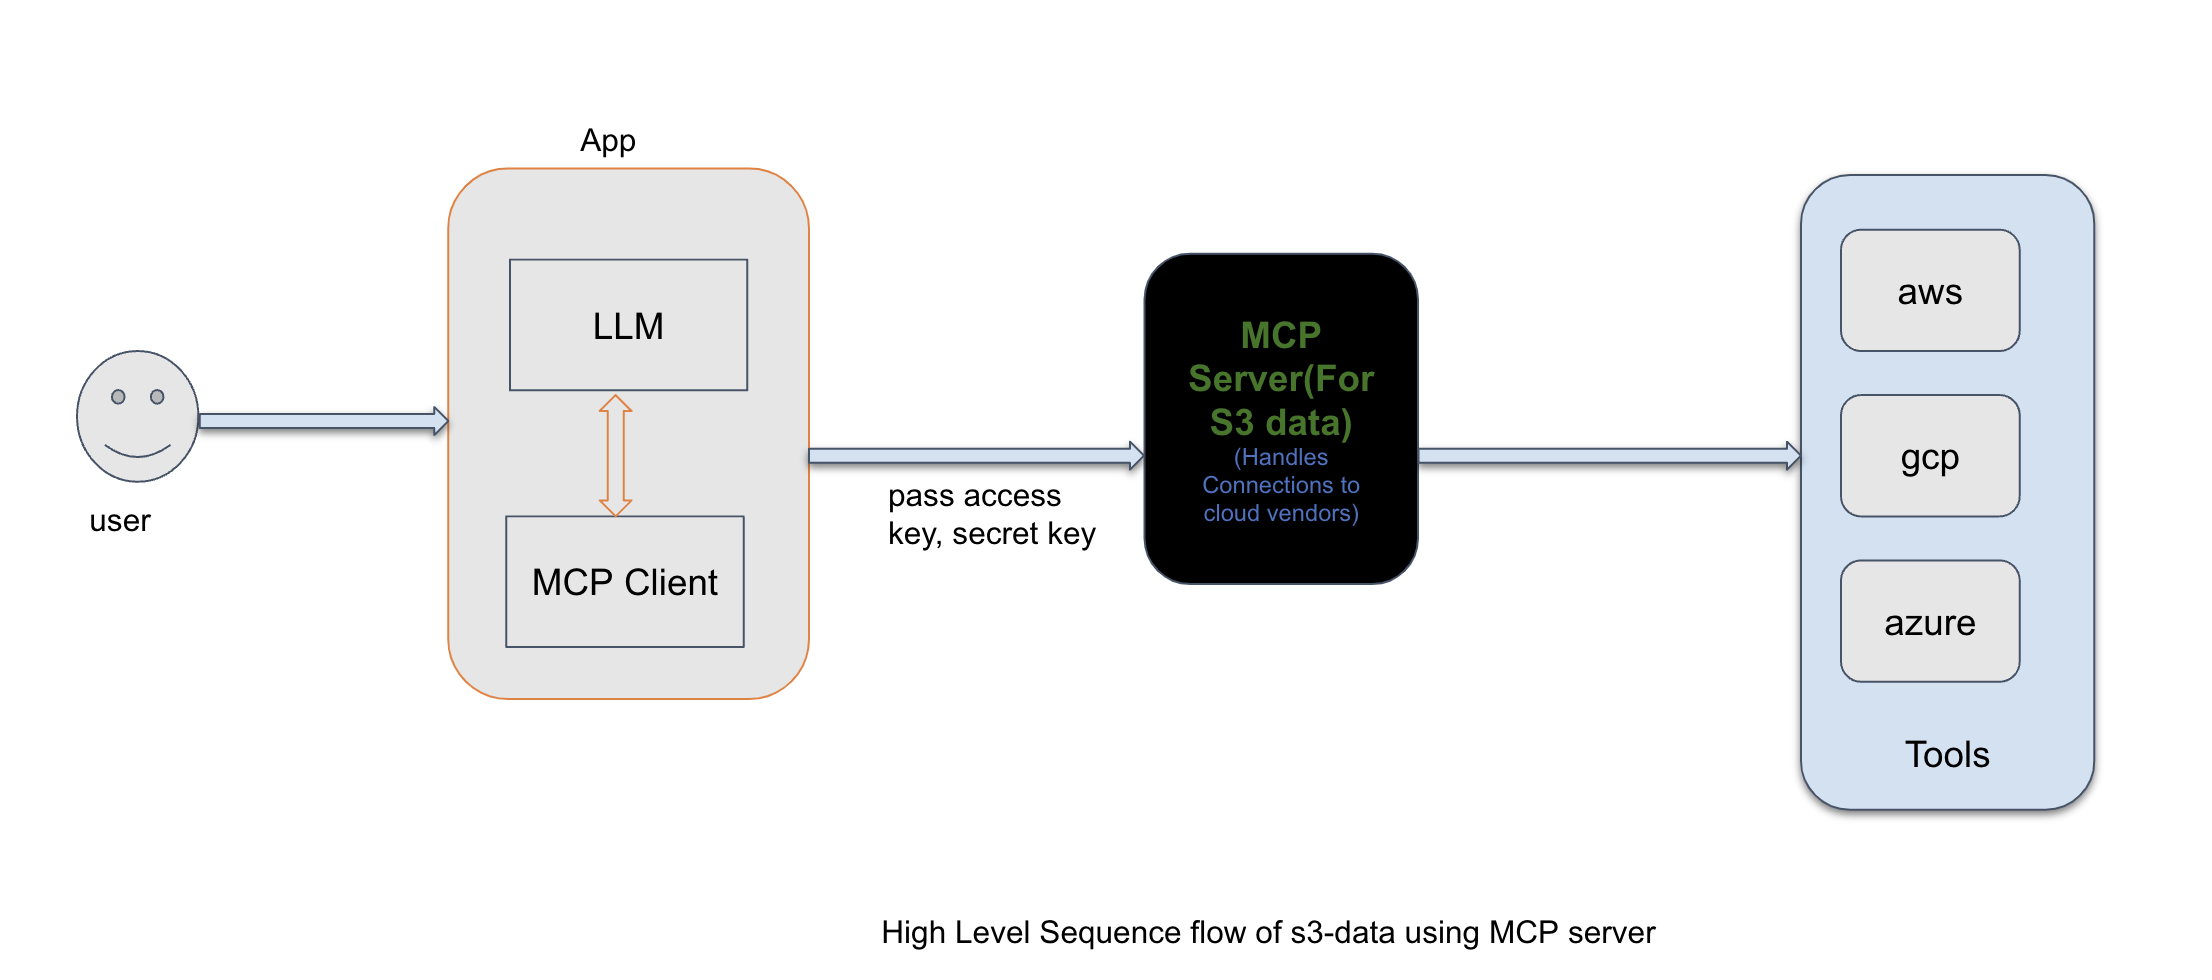 App
LLM
MCP Client
user
pass access
key, secret key
MCP
Server(For
S3 data)
(Handles
Connections to
cloud vendors)
aws
gcp
azure
Tools
High Level Sequence flow of s3-data using MCP server